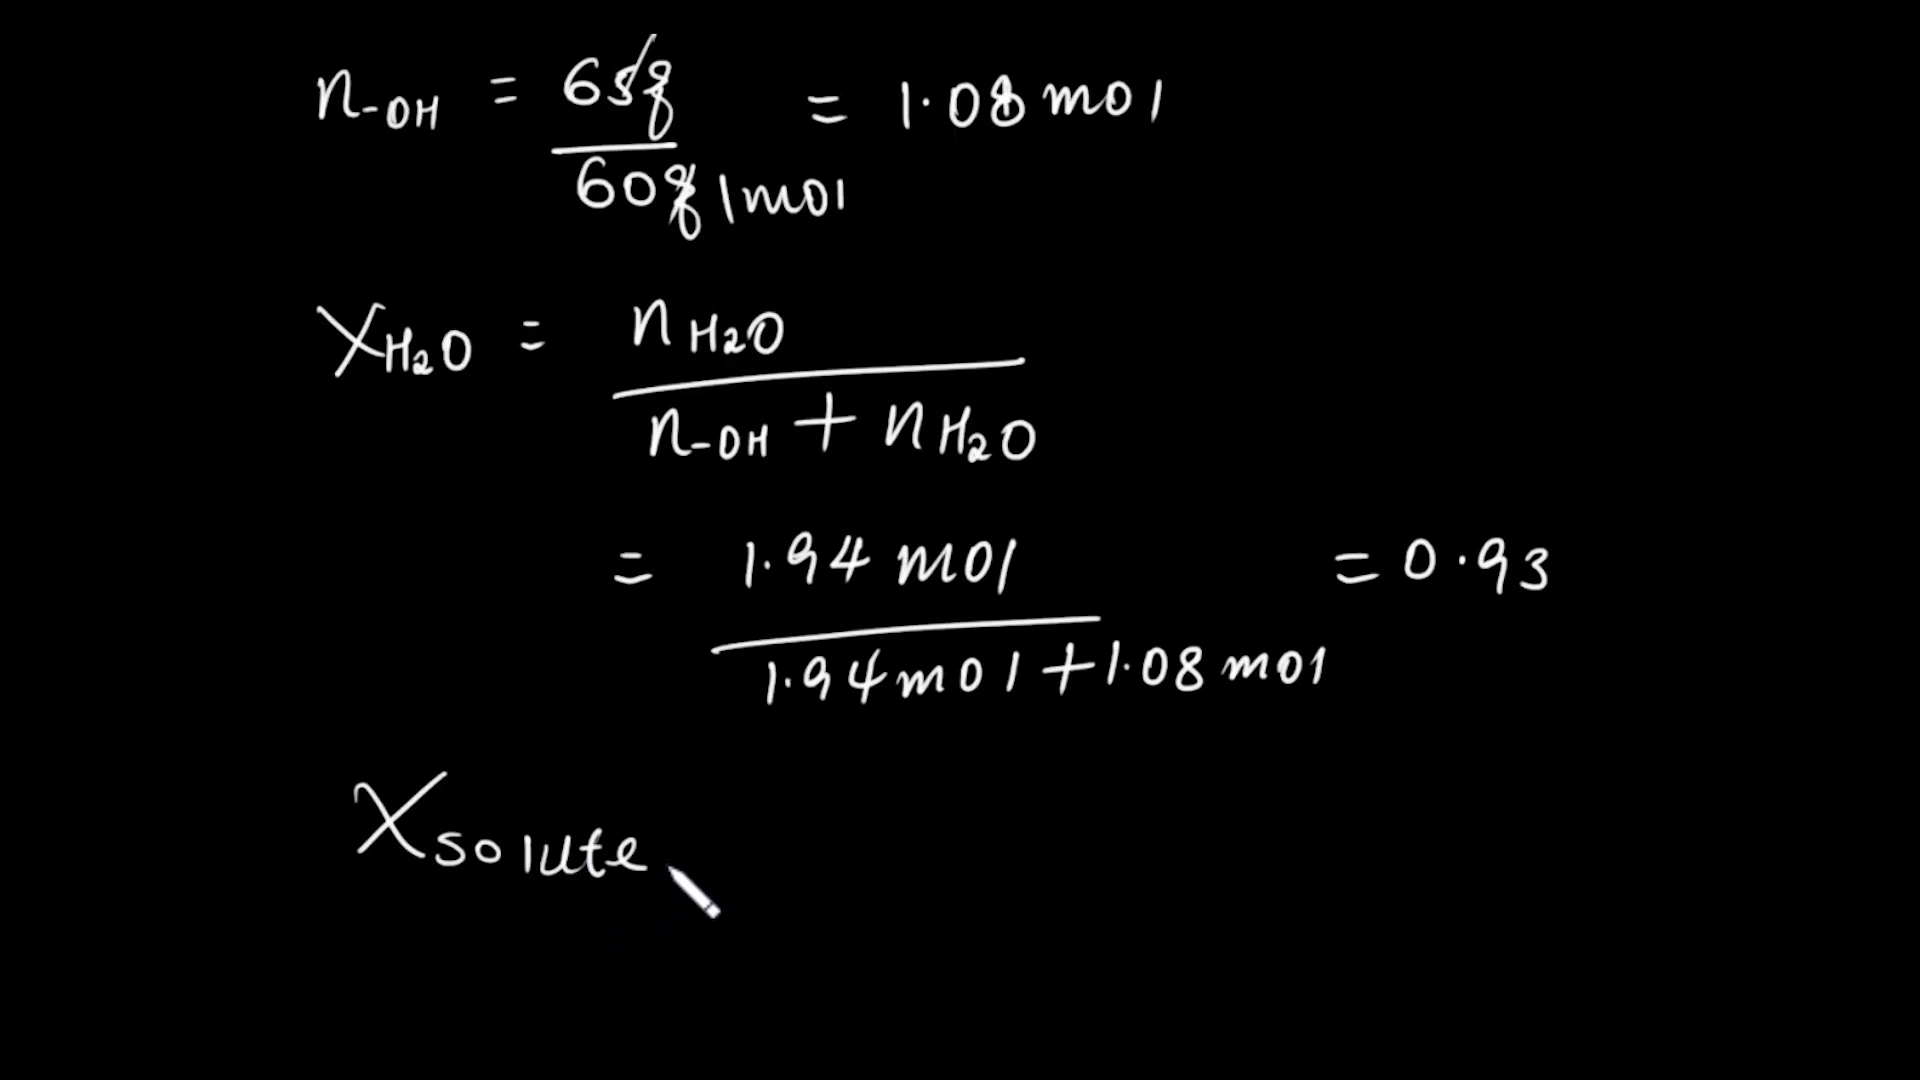 n-OH = 65g = 1.08 mol
60g/mol
XH2O = nH2O
n-OH + nH2O
= 1.94 mol = 0.93
1.94 mol + 1.08 mol
Xsolute